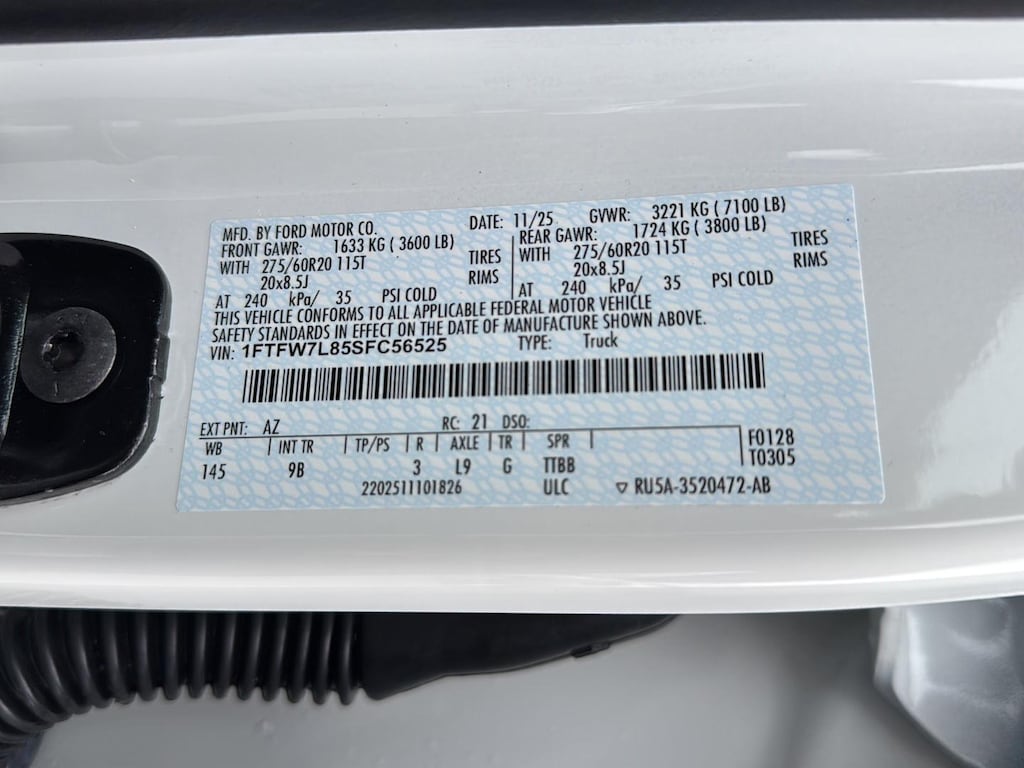 MFD. BY FORD MOTOR CO. DATE: 11/25 GVWR: 3221 KG ( 7100 LB)
FRONT GAWR: 1633 KG ( 3600 LB) REAR GAWR: 1724 KG ( 3800 LB)
WITH 275/60R20 115T TIRES WITH 275/60R20 115T TIRES
20x8.5J RIMS 20x8.5J RIMS
AT 240 kPa/ 35 PSI COLD AT 240 kPa/ 35 PSI COLD
THIS VEHICLE CONFORMS TO ALL APPLICABLE FEDERAL MOTOR VEHICLE
SAFETY STANDARDS IN EFFECT ON THE DATE OF MANUFACTURE SHOWN ABOVE.
VIN: 1FTFW7L85SFC56525 TYPE: Truck
EXT PNT: AZ RC: 21 DSO:
WB INT TR TP/PS R AXLE TR SPR F0128
145 9B 3 L9 G TTBB T0305
2202511101826 ULC ▽ RU5A-3520472-AB